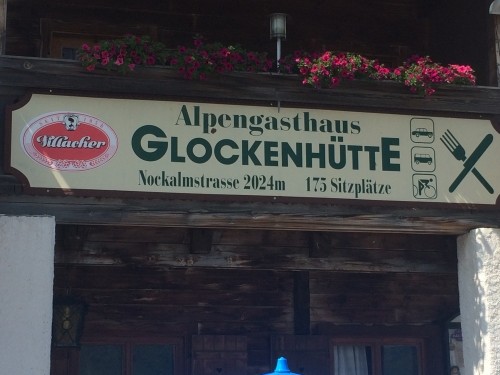 Villacher
Alpengasthaus
GLOCKENHÜTTE
Nockalmstrasse 2024m 175 Sitzplätze